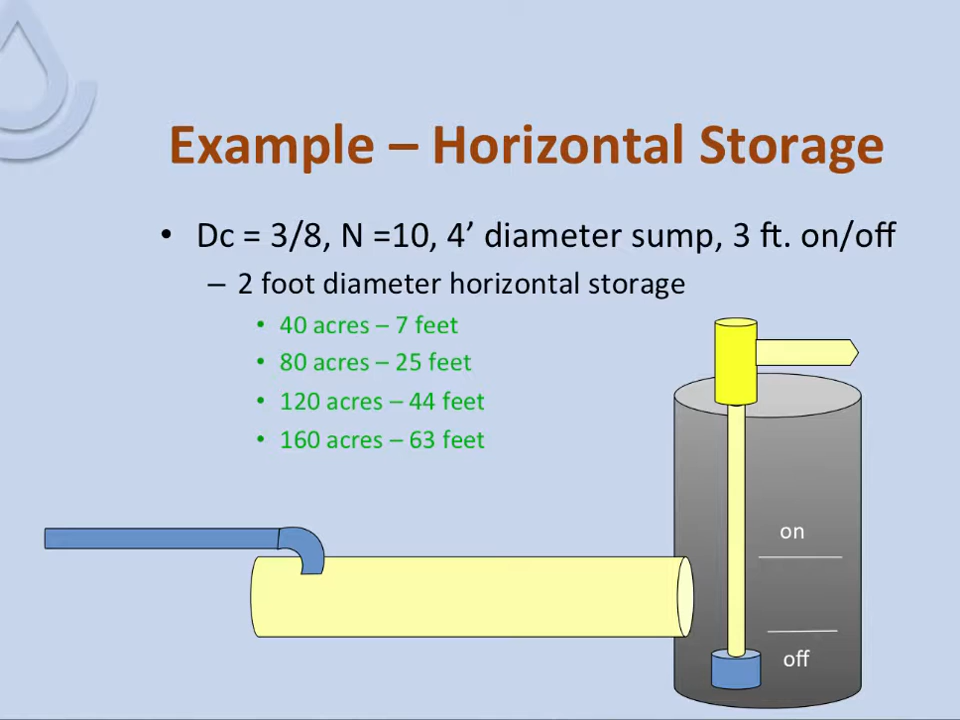 Example – Horizontal Storage
• Dc = 3/8, N =10, 4’ diameter sump, 3 ft. on/off
– 2 foot diameter horizontal storage
• 40 acres – 7 feet
• 80 acres – 25 feet
• 120 acres – 44 feet
• 160 acres – 63 feet
on
off